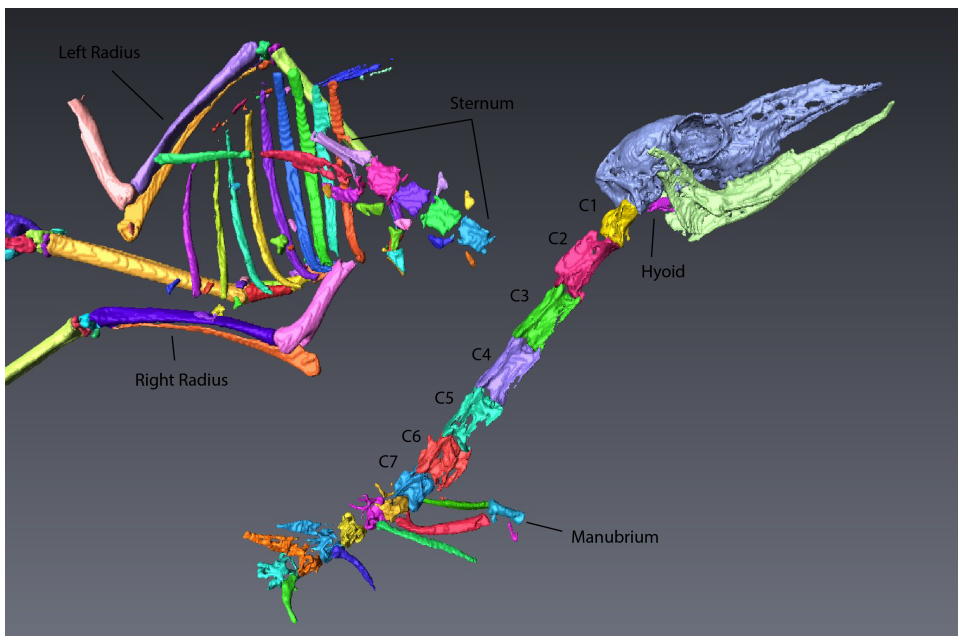 Left Radius
Sternum
C1
C2
Hyoid
C3
C4
Right Radius
C5
C6
C7
Manubrium